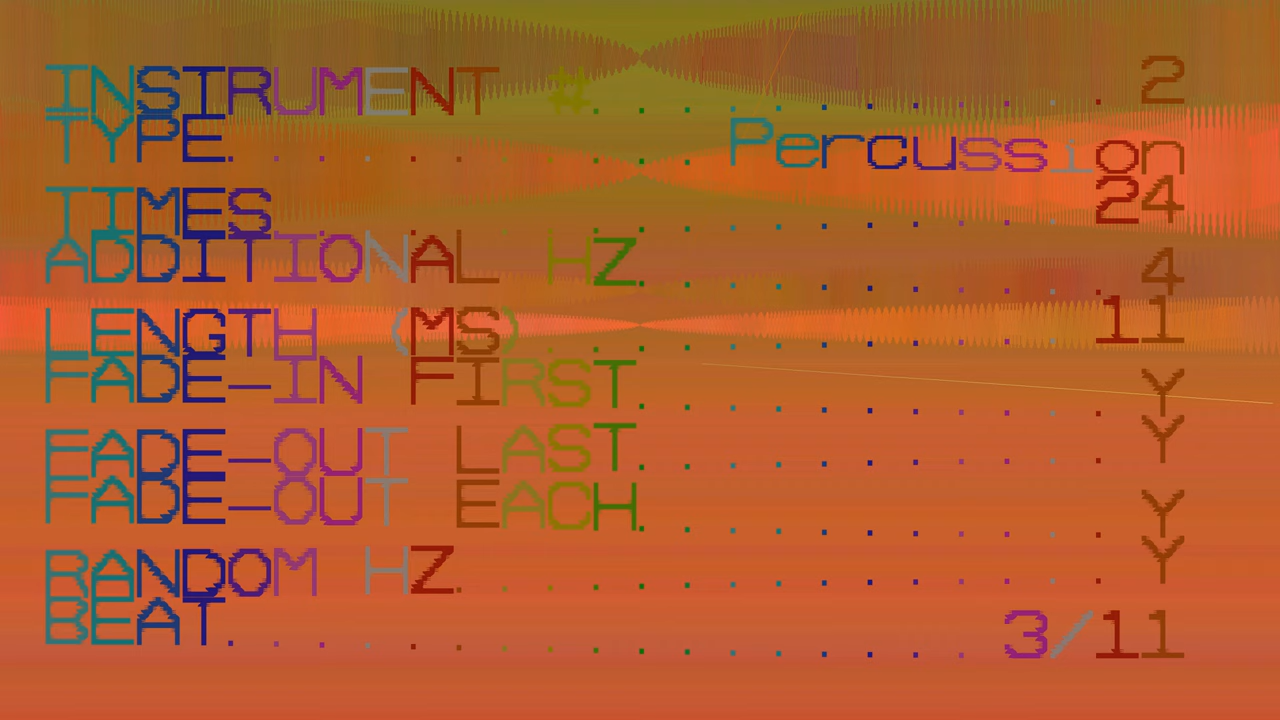 INSTRUMENT #. . . . . . . . . . . . 2
TYPE. . . . . . . . . . . Percussion
TIMES. . . . . . . . . . . . . . . . . . . 24
ADDITIONAL HZ. . . . . . . . . . . 4
LENGTH (MS). . . . . . . . . . . . . 11
FADE-IN FIRST. . . . . . . . . . . Y
FADE-OUT LAST. . . . . . . . . . . Y
FADE-OUT EACH. . . . . . . . . . . Y
RANDOM HZ. . . . . . . . . . . . . . . Y
BEAT. . . . . . . . . . . . . . . . . 3/11